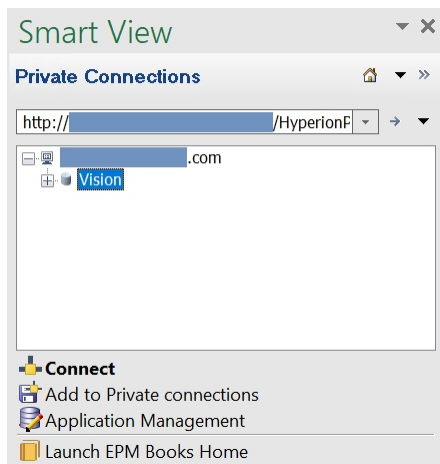 Smart View
Private Connections
http:// /HyperionP
.com
Vision
Connect
Add to Private connections
Application Management
Launch EPM Books Home